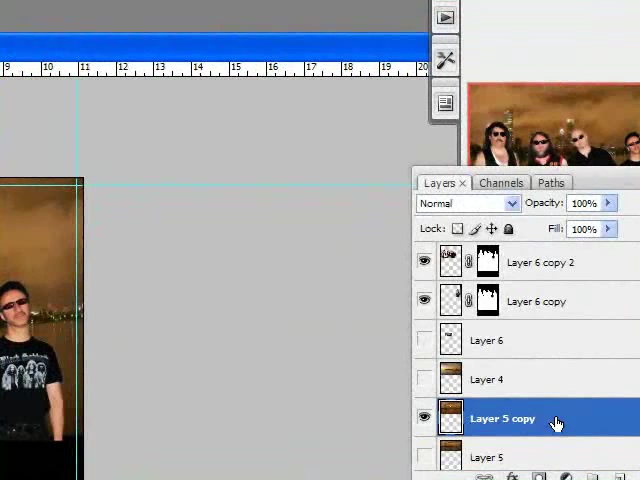 9 10 11 12 13 14 15 16 17 18 19 20
Layers × Channels Paths
Normal Opacity: 100%
Lock: Fill: 100%
Layer 6 copy 2
Layer 6 copy
Layer 6
Layer 4
Layer 5 copy
Layer 5